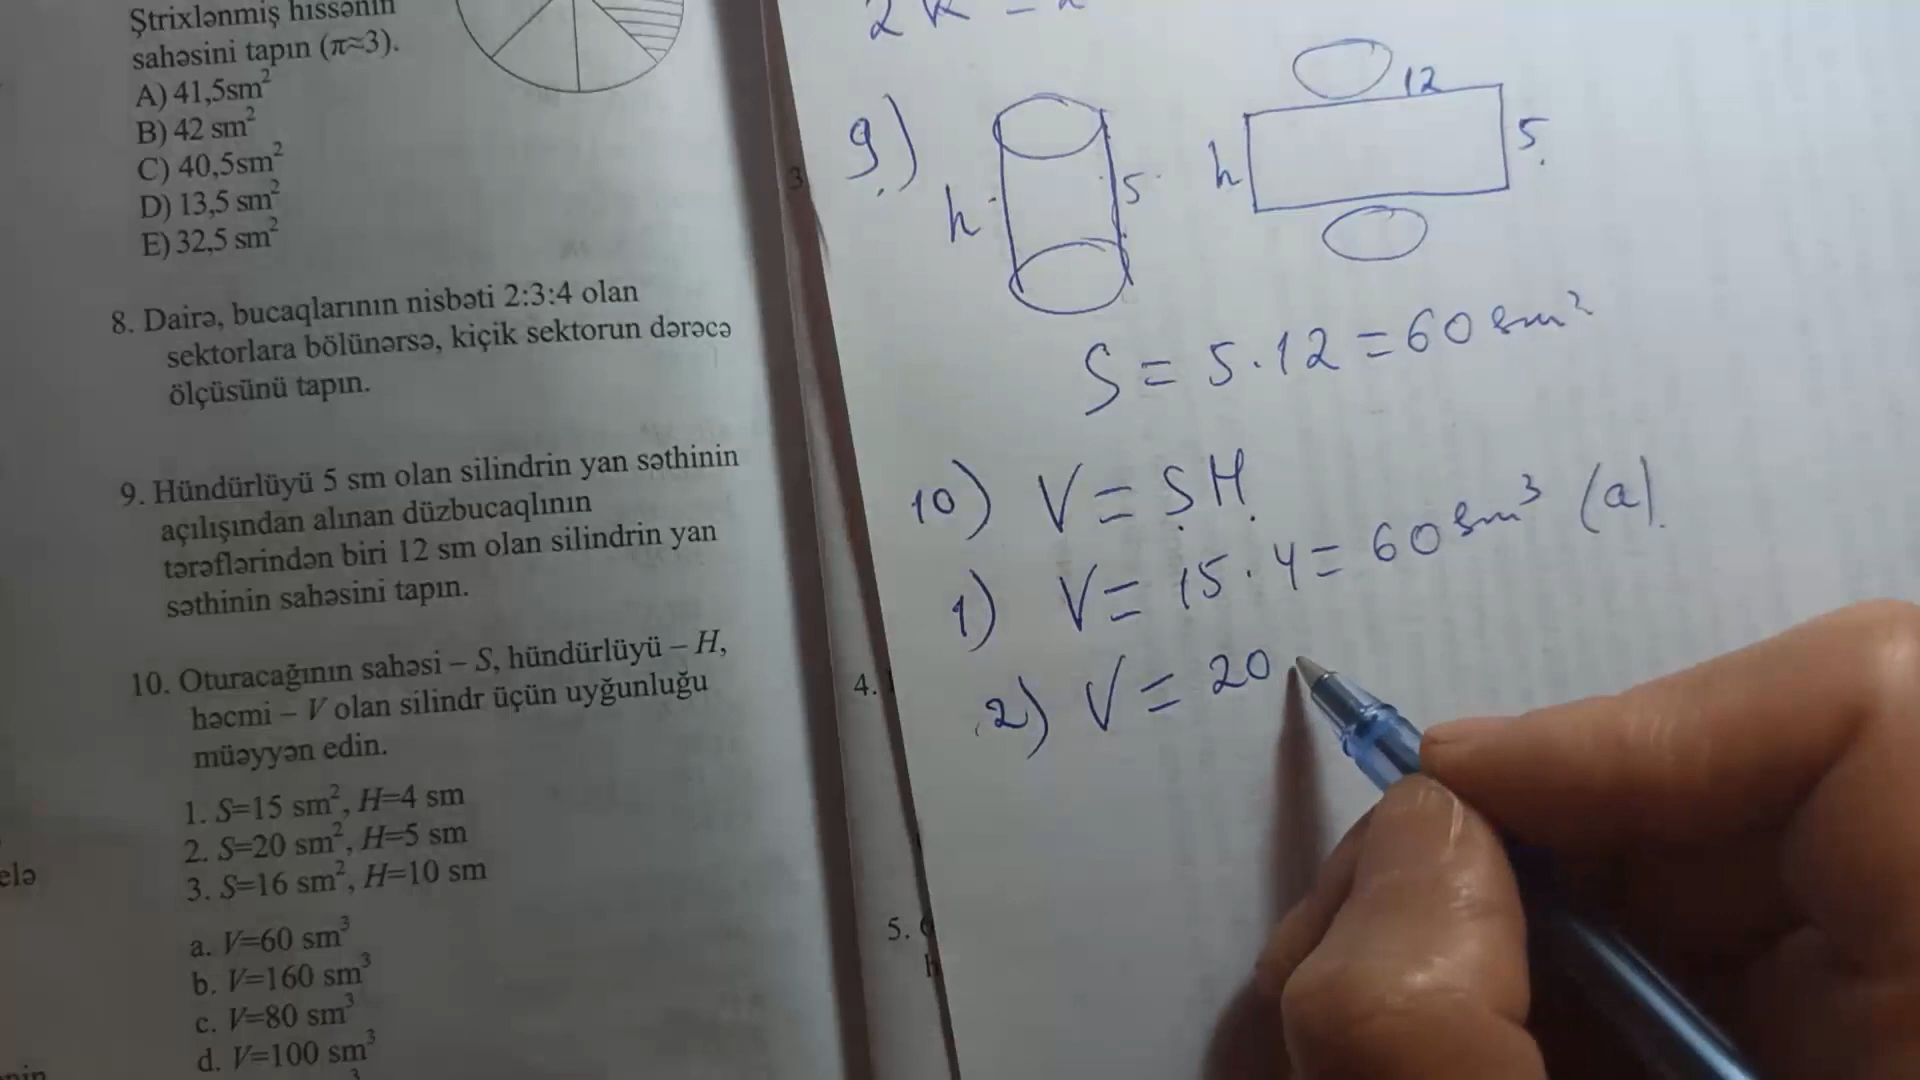 Ştrixlənmiş hissənin
sahəsini tapın (π≈3).
A) 41,5sm²
B) 42 sm²
C) 40,5sm²
D) 13,5 sm²
E) 32,5 sm²
8. Dairə, bucaqlarının nisbəti 2:3:4 olan
sektorlara bölünərsə, kiçik sektorun dərəcə
ölçüsünü tapın.
9. Hündürlüyü 5 sm olan silindrin yan səthinin
açılışından alınan düzbucaqlının
tərəflərindən biri 12 sm olan silindrin yan
səthinin sahəsini tapın.
10. Oturacağının sahəsi – S, hündürlüyü – H,
həcmi – V olan silindr üçün uyğunluğu
müəyyən edin.
1. S=15 sm², H=4 sm
2. S=20 sm², H=5 sm
3. S=16 sm², H=10 sm
a. V=60 sm³
b. V=160 sm³
c. V=80 sm³
d. V=100 sm³
elə
3.
4.
5.
9.)
h 5
12
h 5.
S = 5.12 = 60 sm²
10) V = SH
1) V = 15.4 = 60 sm³ (a).
2) V = 20